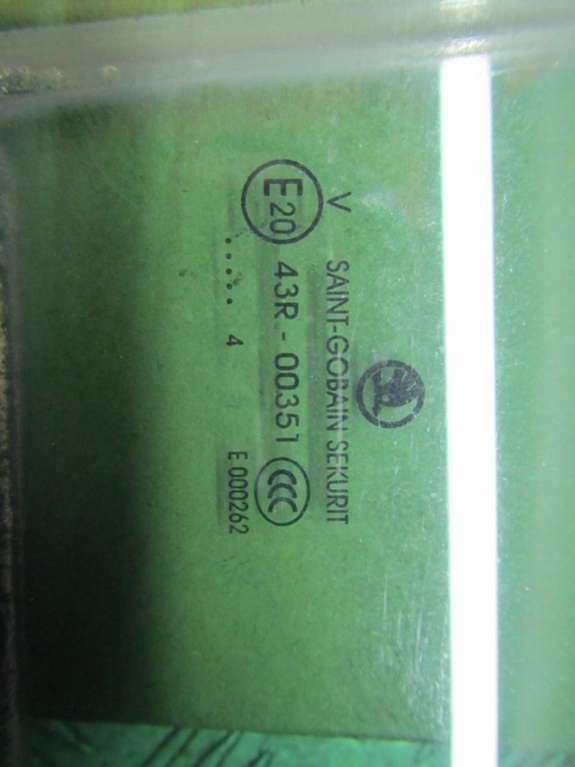 V
SAINT-GOBAIN SEKURIT
E20 43R - 00351 CCC
..... 4 E 000262